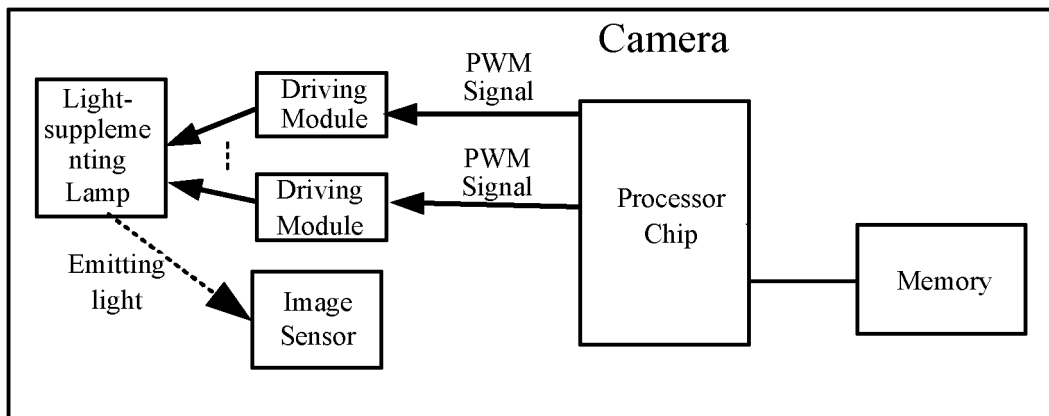 Camera
Light-
suppleme
nting
Lamp
Driving
Module
PWM
Signal
Driving
Module
PWM
Signal
Processor
Chip
Memory
Emitting
light
Image
Sensor